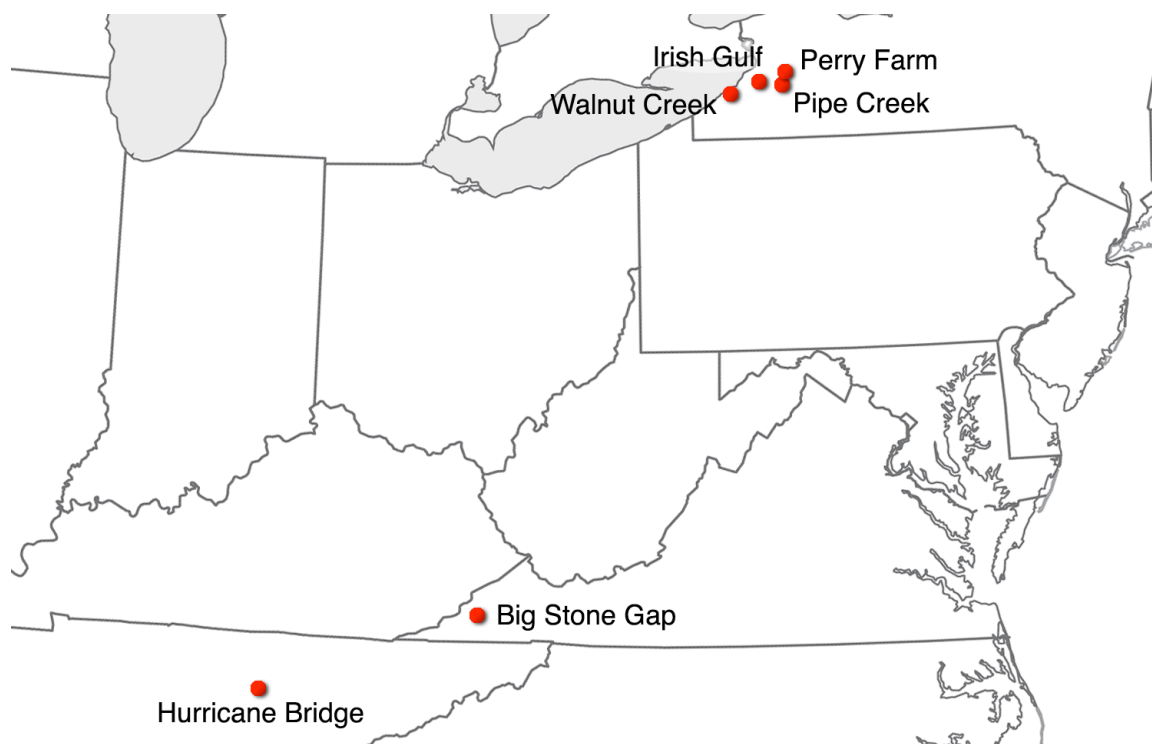 Irish Gulf
Perry Farm
Walnut Creek
Pipe Creek
Big Stone Gap
Hurricane Bridge